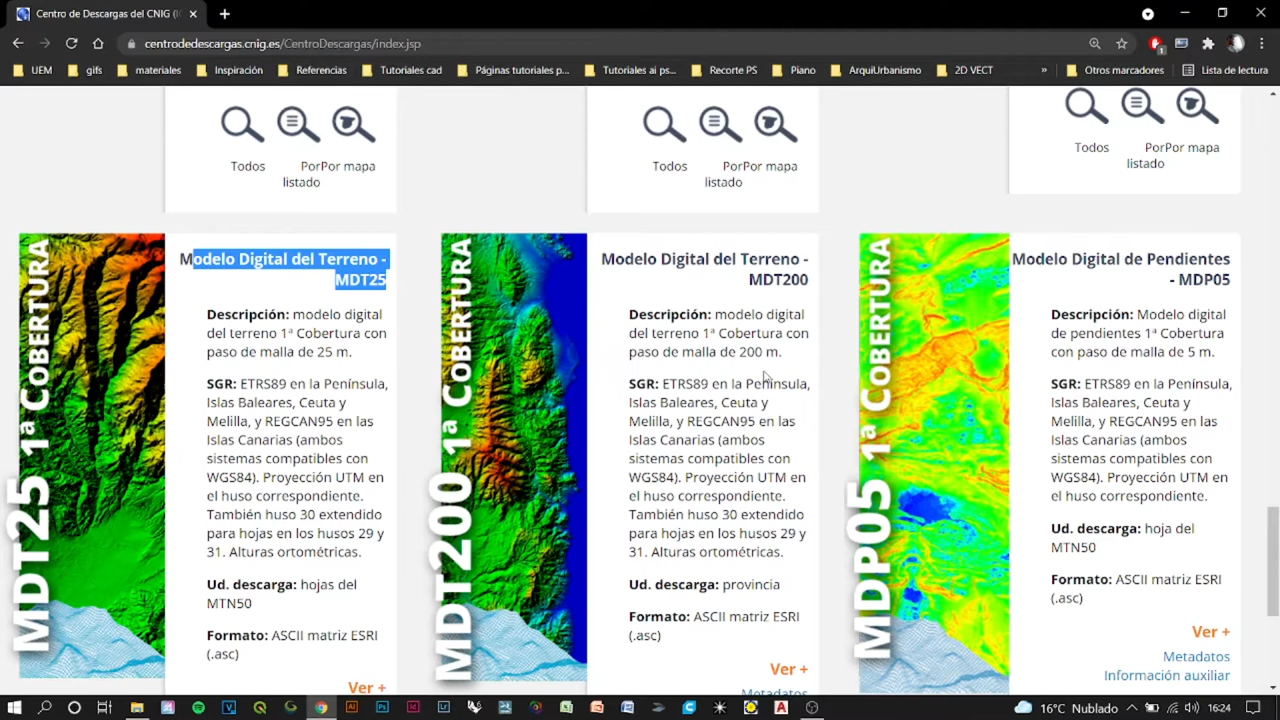 Centro de Descargas del CNIG (I
centrodedescargas.cnig.es/CentroDescargas/index.jsp
UEM
gifs
materiales
Inspiración
Referencias
Tutoriales cad
Páginas tutoriales p...
Tutoriales ai ps...
Recorte PS
Piano
ArquiUrbanismo
2D VECT
»
Otros marcadores
Lista de lectura
Todos
PorPor mapa
listado
Todos
PorPor mapa
listado
Todos
PorPor mapa
listado
MDT25 1ª COBERTURA
Modelo Digital del Terreno -
MDT25
Descripción: modelo digital
del terreno 1ª Cobertura con
paso de malla de 25 m.
SGR: ETRS89 en la Península,
Islas Baleares, Ceuta y
Melilla, y REGCAN95 en las
Islas Canarias (ambos
sistemas compatibles con
WGS84). Proyección UTM en
el huso correspondiente.
También huso 30 extendido
para hojas en los husos 29 y
31. Alturas ortométricas.
Ud. descarga: hojas del
MTN50
Formato: ASCII matriz ESRI
(.asc)
Ver +
MDT200 1ª COBERTURA
Modelo Digital del Terreno -
MDT200
Descripción: modelo digital
del terreno 1ª Cobertura con
paso de malla de 200 m.
SGR: ETRS89 en la Península,
Islas Baleares, Ceuta y
Melilla, y REGCAN95 en las
Islas Canarias (ambos
sistemas compatibles con
WGS84). Proyección UTM en
el huso correspondiente.
También huso 30 extendido
para hojas en los husos 29 y
31. Alturas ortométricas.
Ud. descarga: provincia
Formato: ASCII matriz ESRI
(.asc)
Ver +
Metadatos
MDP05 1ª COBERTURA
Modelo Digital de Pendientes
- MDP05
Descripción: Modelo digital
de pendientes 1ª Cobertura
con paso de malla de 5 m.
SGR: ETRS89 en la Península,
Islas Baleares, Ceuta y
Melilla, y REGCAN95 en las
Islas Canarias (ambos
sistemas compatibles con
WGS84). Proyección UTM en
el huso correspondiente.
Ud. descarga: hoja del
MTN50
Formato: ASCII matriz ESRI
(.asc)
Ver +
Metadatos
Información auxiliar
16°C Nublado
16:24